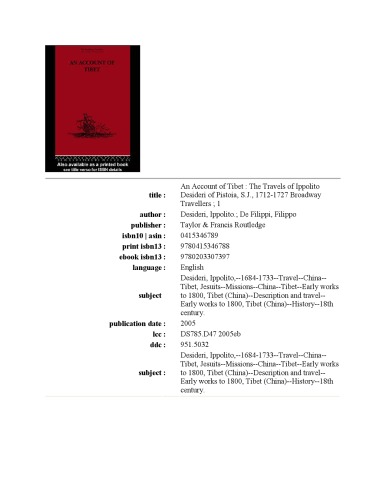 AN ACCOUNT OF
TIBET
Also available as a printed book
see title verso for ISBN details
title : An Account of Tibet : The Travels of Ippolito
Desideri of Pistoia, S.J., 1712-1727 Broadway
Travellers ; 1
author : Desideri, Ippolito.; De Filippi, Filippo
publisher : Taylor & Francis Routledge
isbn10 | asin : 0415346789
print isbn13 : 9780415346788
ebook isbn13 : 9780203307397
language : English
subject Desideri, Ippolito,--1684-1733--Travel--China--
Tibet, Jesuits--Missions--China--Tibet--Early works
to 1800, Tibet (China)--Description and travel--
Early works to 1800, Tibet (China)--History--18th
century.
publication date : 2005
lcc : DS785.D47 2005eb
ddc : 951.5032
subject : Desideri, Ippolito,--1684-1733--Travel--China--
Tibet, Jesuits--Missions--China--Tibet--Early works
to 1800, Tibet (China)--Description and travel--
Early works to 1800, Tibet (China)--History--18th
century.